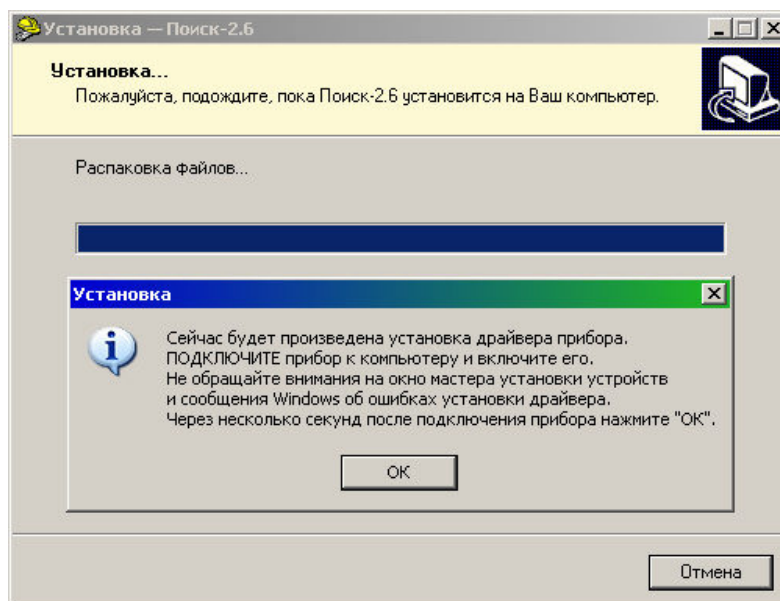 Установка — Поиск-2.6
Установка...
Пожалуйста, подождите, пока Поиск-2.6 установится на Ваш компьютер.
Распаковка файлов...
Установка
Сейчас будет произведена установка драйвера прибора.
ПОДКЛЮЧИТЕ прибор к компьютеру и включите его.
Не обращайте внимания на окно мастера установки устройств
и сообщения Windows об ошибках установки драйвера.
Через несколько секунд после подключения прибора нажмите "ОК".
ОК
Отмена